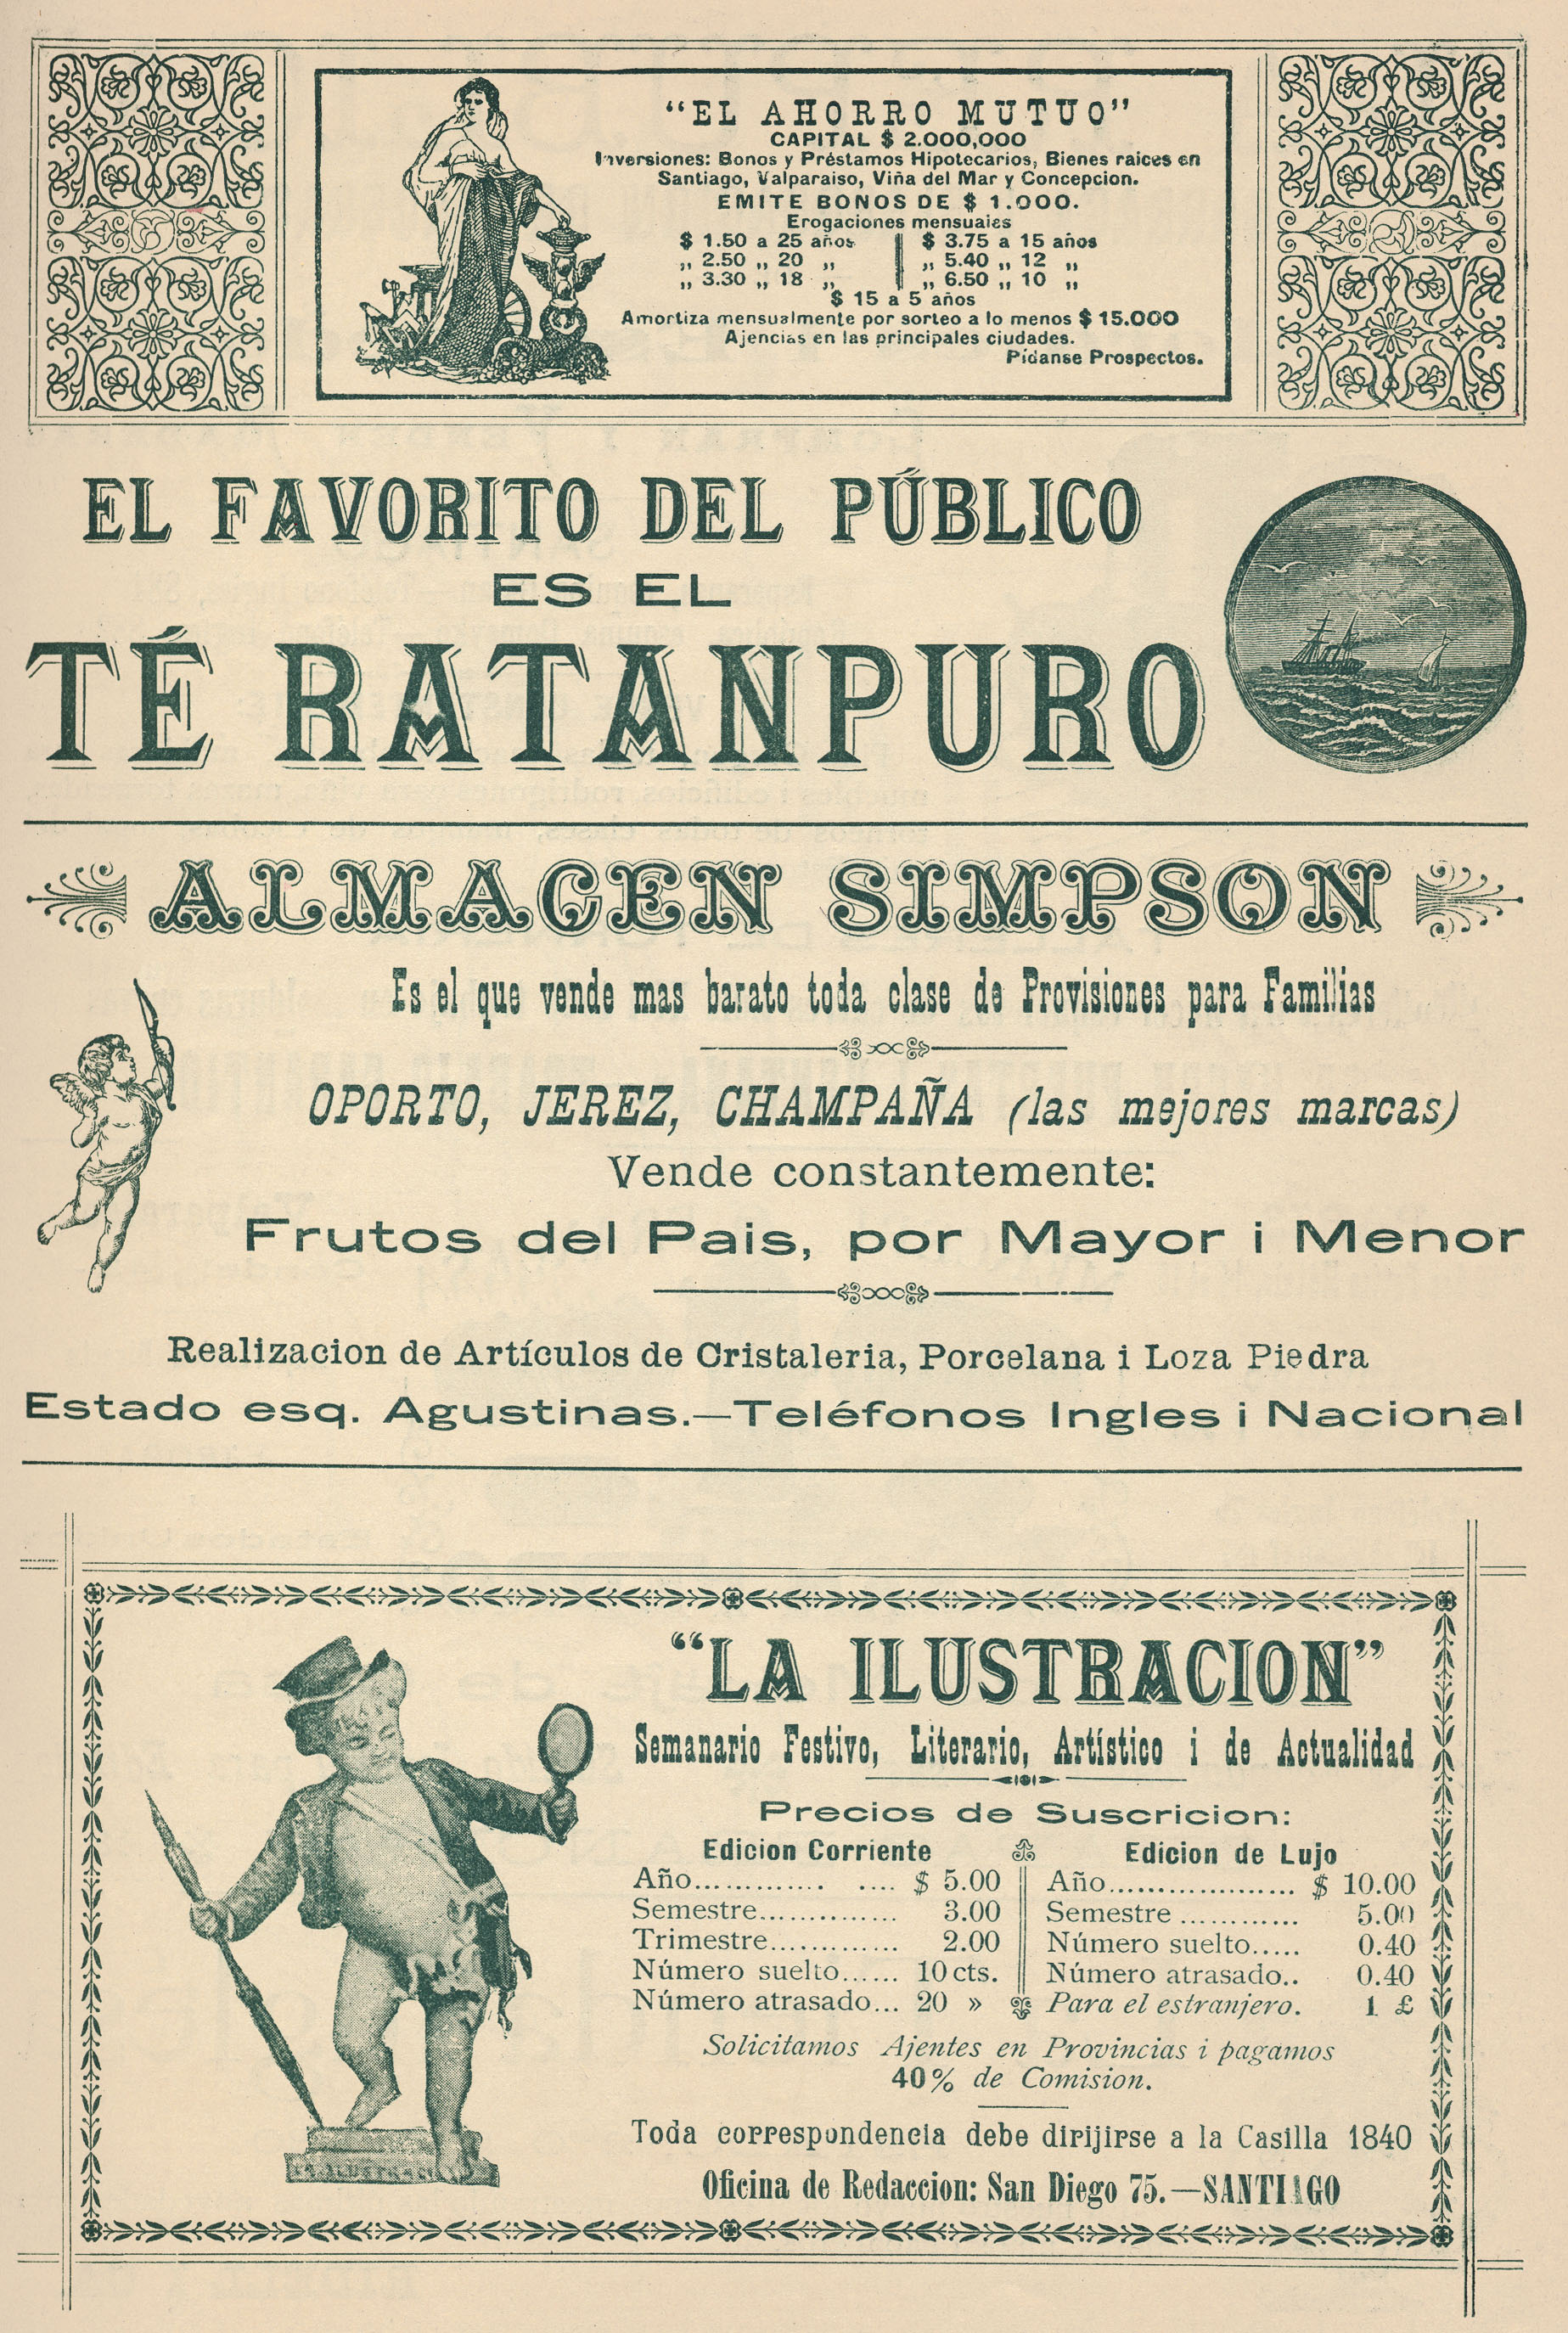 "EL AHORRO MUTUO"
CAPITAL $ 2.000,000
Inversiones: Bonos y Préstamos Hipotecarios, Bienes raices en
Santiago, Valparaiso, Viña del Mar y Concepcion.
EMITE BONOS DE $ 1.000.
Erogaciones mensuales
$ 1.50 a 25 años $ 3.75 a 15 años
„ 2.50 „ 20 „ „ 5.40 „ 12 „
„ 3.30 „ 18 „ „ 6.50 „ 10 „
$ 15 a 5 años
Amortiza mensualmente por sorteo a lo menos $ 15.000
Ajencias en las principales ciudades.
Pídanse Prospectos.
EL FAVORITO DEL PÚBLICO
ES EL
TÉ RATANPURO
ALMACEN SIMPSON
Es el que vende mas barato toda clase de Provisiones para Familias
OPORTO, JEREZ, CHAMPAÑA (las mejores marcas)
Vende constantemente:
Frutos del Pais, por Mayor i Menor
Realizacion de Artículos de Cristaleria, Porcelana i Loza Piedra
Estado esq. Agustinas.—Teléfonos Ingles i Nacional
"LA ILUSTRACION"
Semanario Festivo, Literario, Artístico i de Actualidad
Precios de Suscricion:
Edicion Corriente
Año............. .... $ 5.00
Semestre.............. 3.00
Trimestre............. 2.00
Número suelto...... 10 cts.
Número atrasado... 20 »
Edicion de Lujo
Año................... $ 10.00
Semestre ............ 5.00
Número suelto..... 0.40
Número atrasado.. 0.40
Para el estranjero. 1 £
Solicitamos Ajentes en Provincias i pagamos
40% de Comision.
Toda correspondencia debe dirijirse a la Casilla 1840
Oficina de Redaccion: San Diego 75.—SANTIAGO